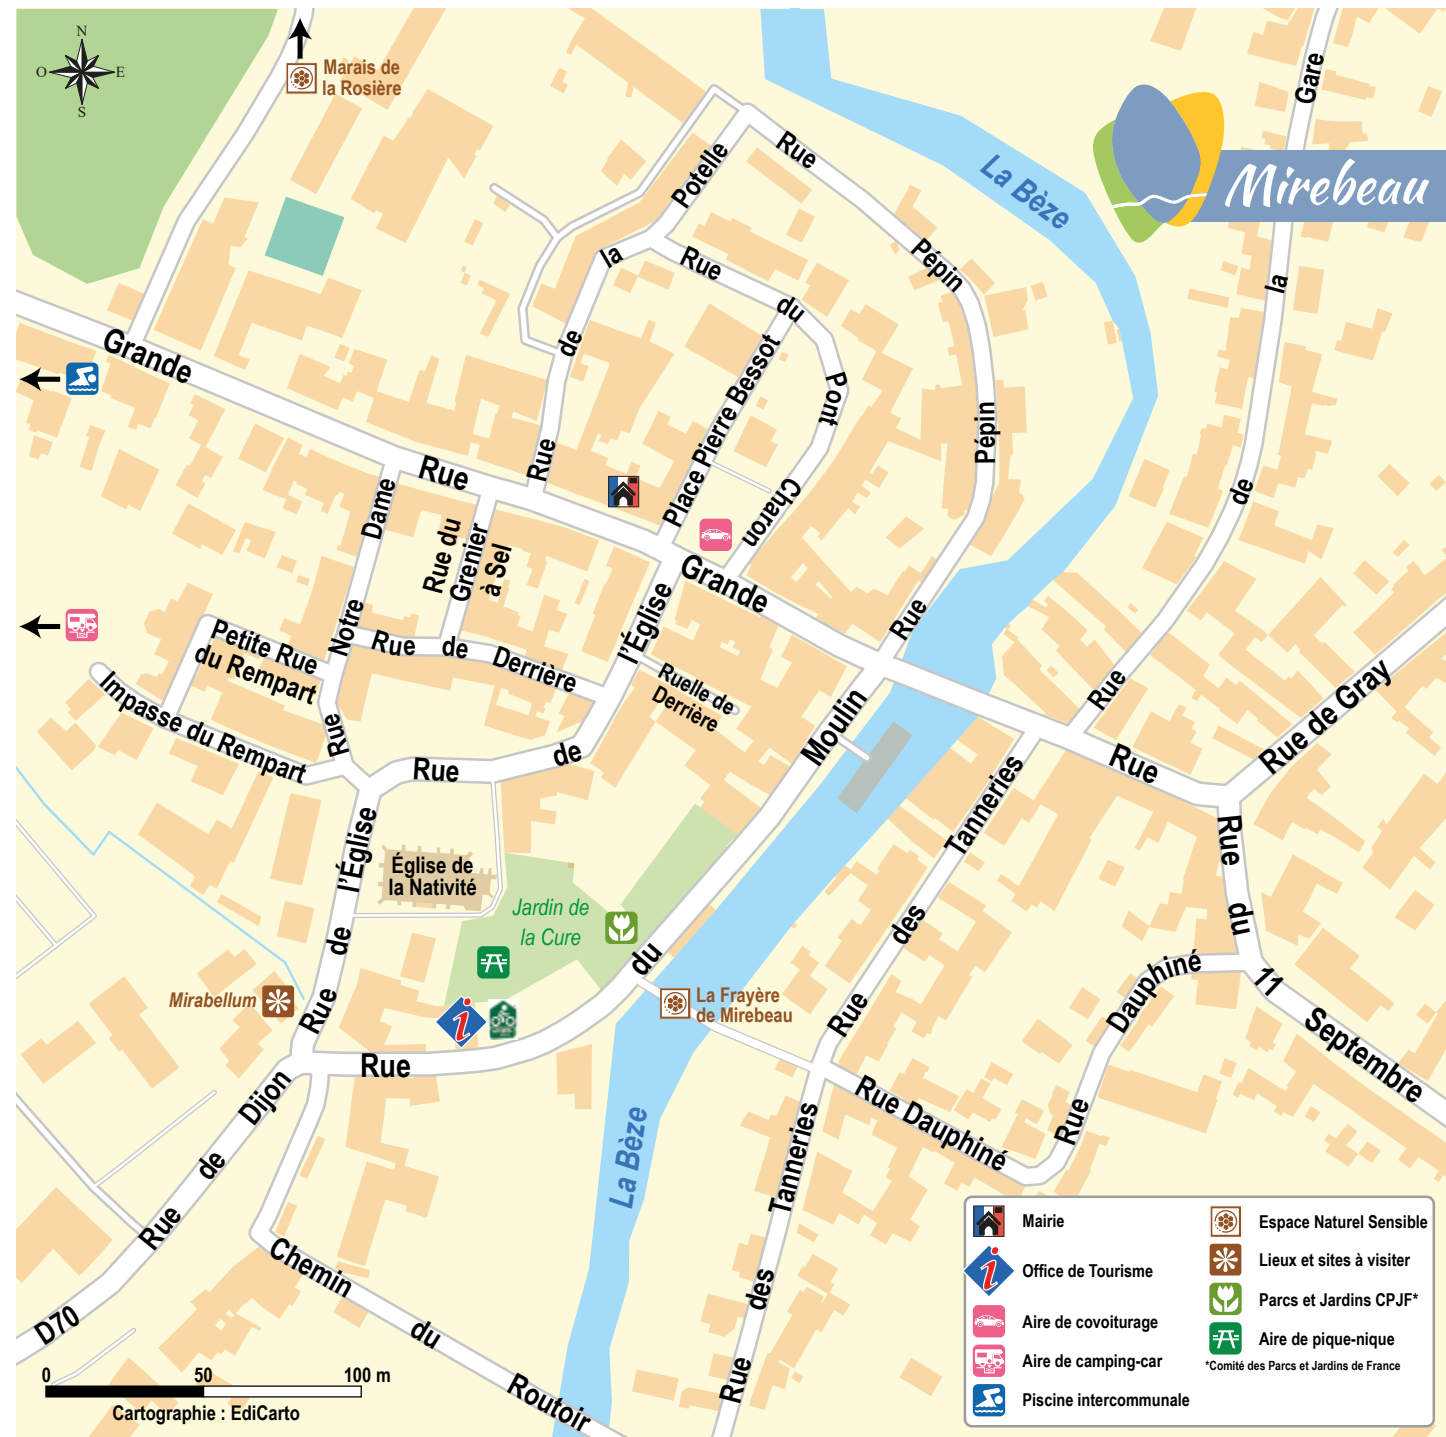 N
O
E
S
Marais de
la Rosière
Mirebeau
Gare
la
de
Rue
La Bèze
Rue
Pépin
Pépin
Rue
Potelle
la
de
Rue
Rue
du
Pont
Charon
Place Pierre Bessot
Grande
Rue
Grande
Rue
Dame
Notre
Rue
Rue du
Grenier
à Sel
Rue de Derrière
l'Église
de
Rue
Ruelle de
Derrière
Petite Rue
du Rempart
Impasse du Rempart
Moulin
du
Rue
Rue de Gray
Rue
du
11
Septembre
Tanneries
des
Rue
Tanneries
des
Rue
l'Église
de
Rue
Église de
la Nativité
Jardin de
la Cure
Mirabellum
i
La Frayère
de Mirebeau
Dauphiné
Rue
Rue Dauphiné
Dijon
de
Rue
D70
La Bèze
Chemin
du
Routoir
0 50 100 m
Cartographie : EdiCarto
Mairie
i
Office de Tourisme
Aire de covoiturage
Aire de camping-car
Piscine intercommunale
Espace Naturel Sensible
Lieux et sites à visiter
Parcs et Jardins CPJF*
Aire de pique-nique
*Comité des Parcs et Jardins de France